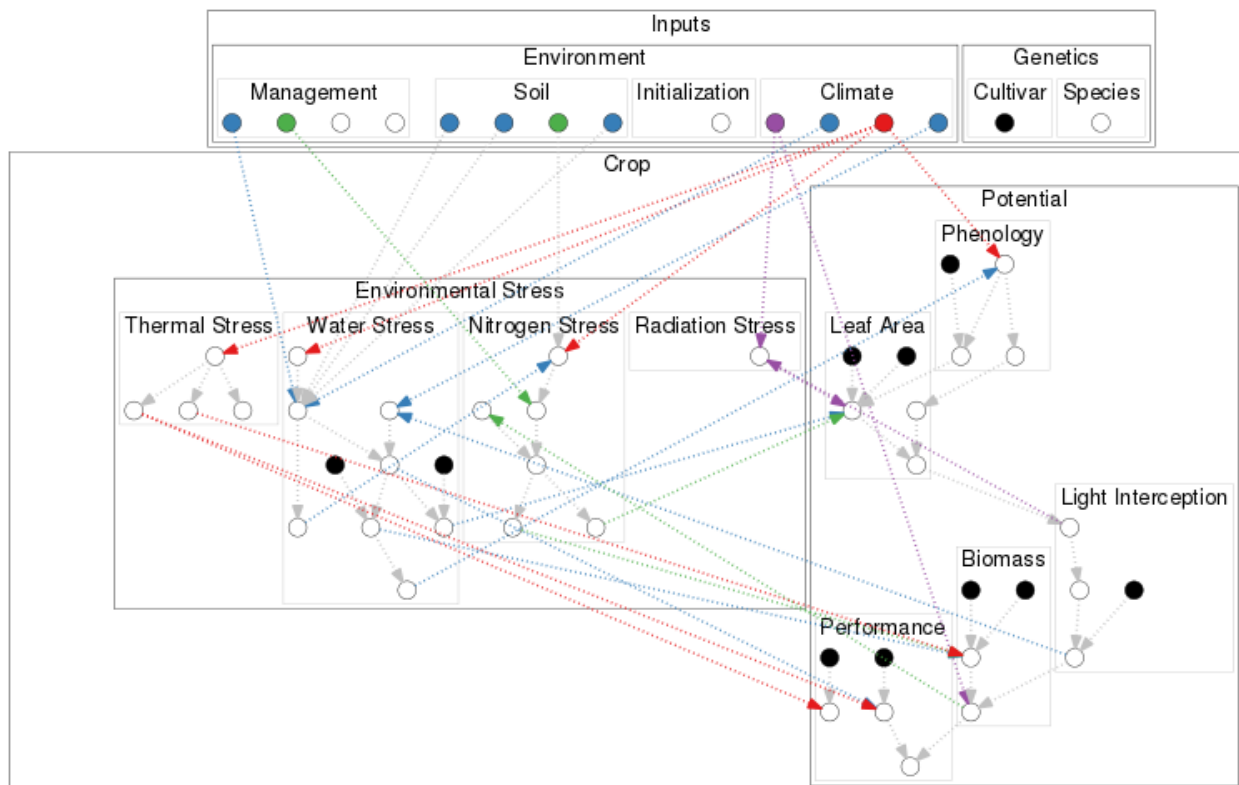 Inputs
Environment
Genetics
Management
Soil
Initialization
Climate
Cultivar
Species
Crop
Potential
Phenology
Environmental Stress
Thermal Stress
Water Stress
Nitrogen Stress
Radiation Stress
Leaf Area
Light Interception
Biomass
Performance